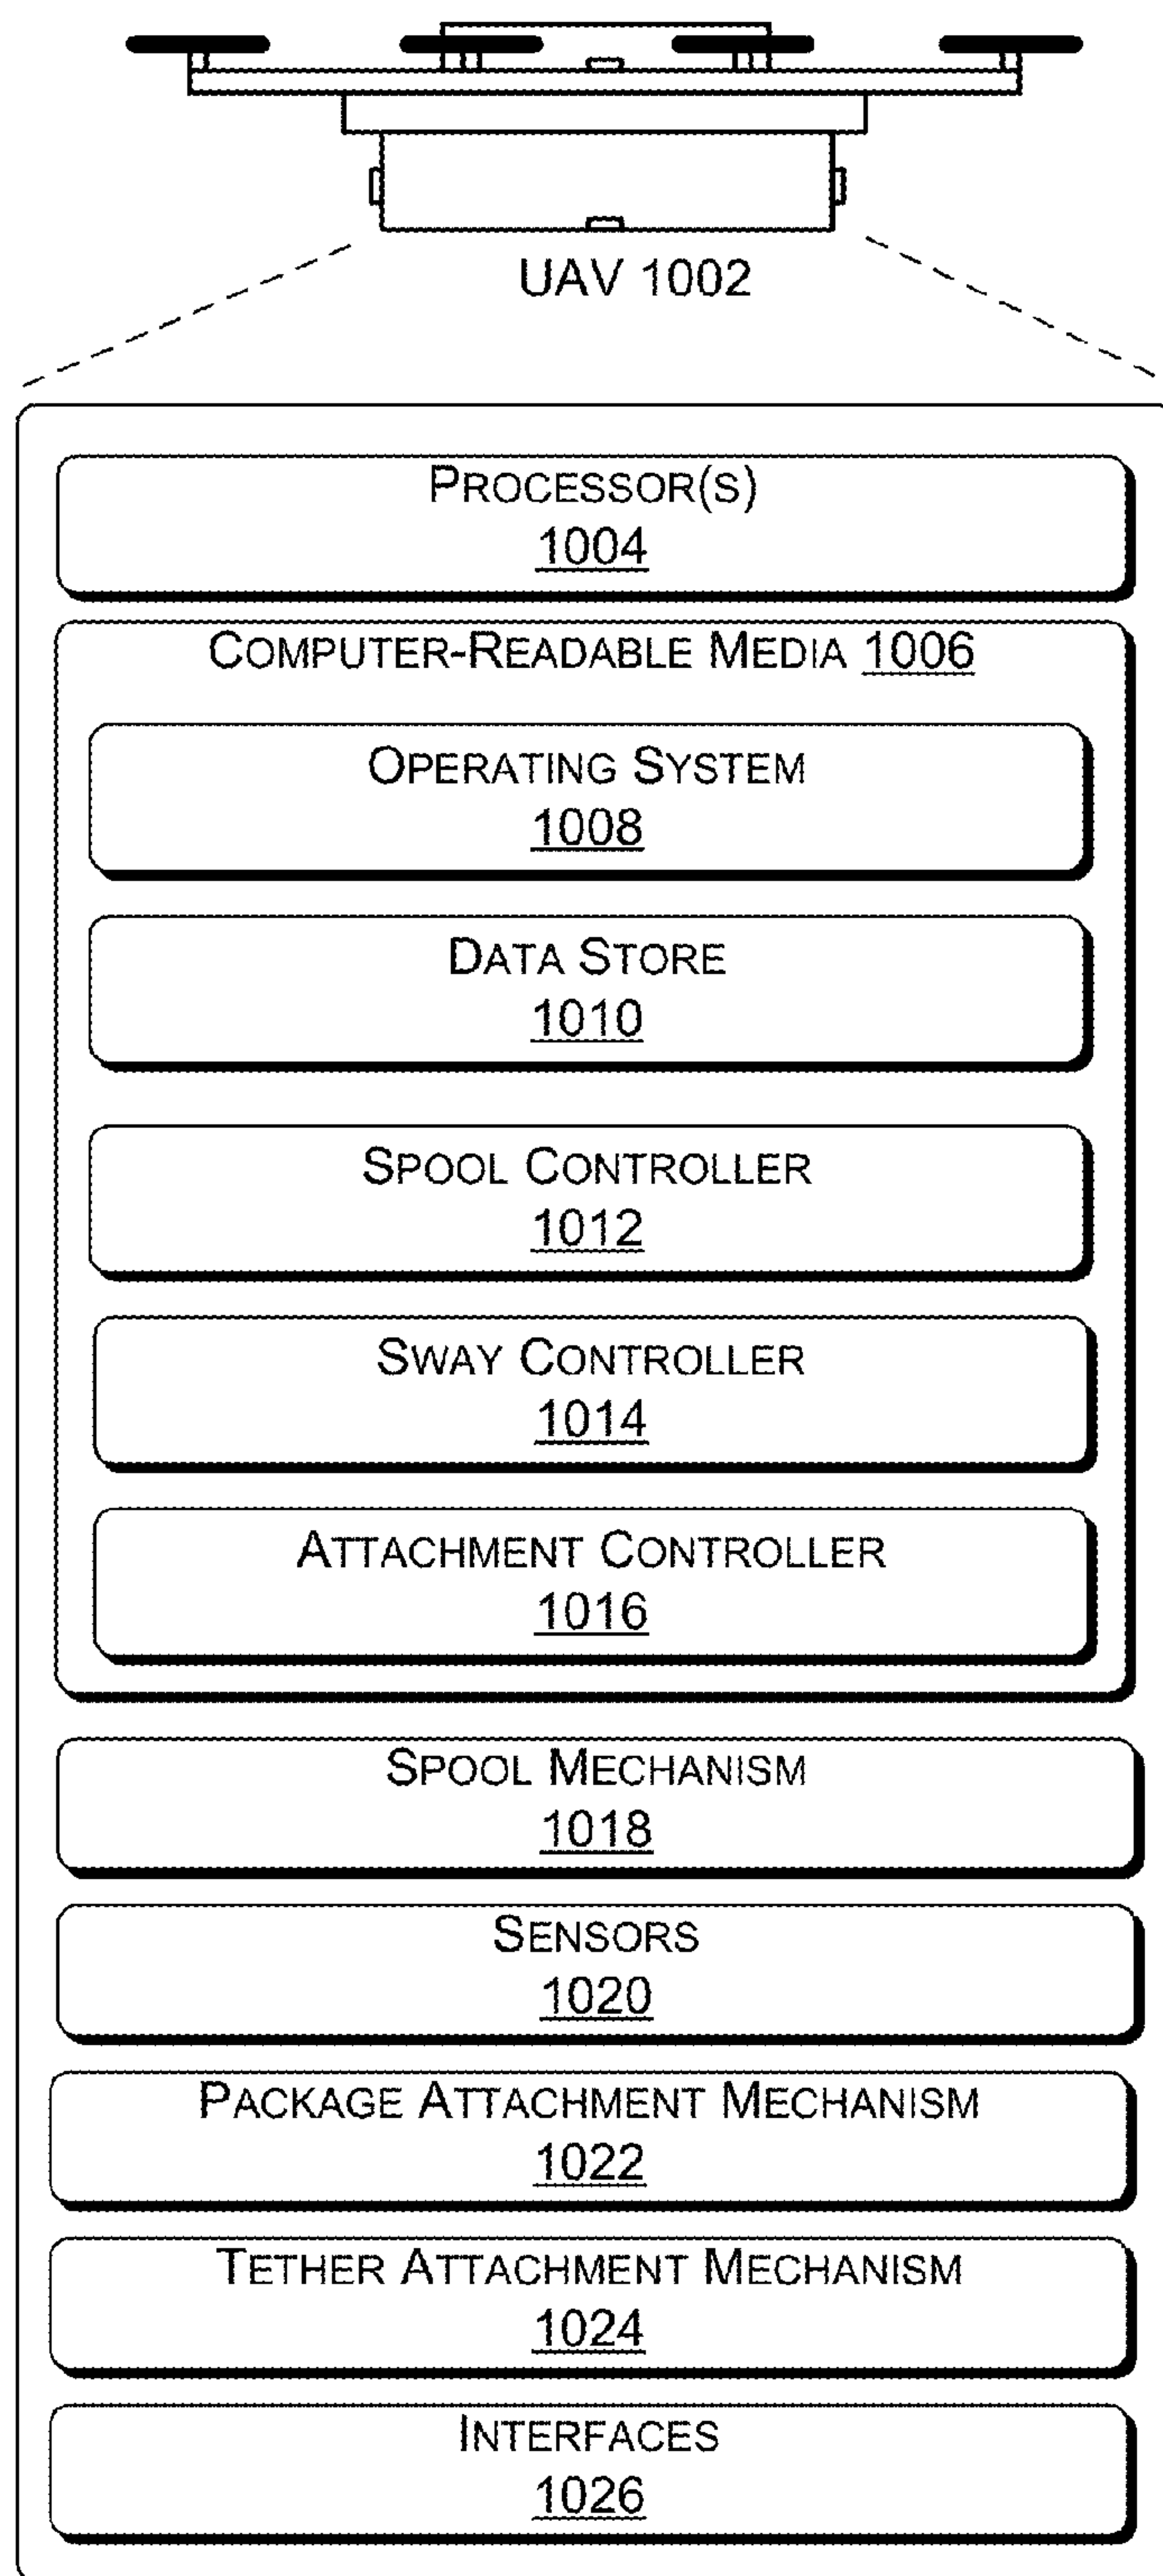 UAV 1002
PROCESSOR(S)
1004
COMPUTER-READABLE MEDIA 1006
OPERATING SYSTEM
1008
DATA STORE
1010
SPOOL CONTROLLER
1012
SWAY CONTROLLER
1014
ATTACHMENT CONTROLLER
1016
SPOOL MECHANISM
1018
SENSORS
1020
PACKAGE ATTACHMENT MECHANISM
1022
TETHER ATTACHMENT MECHANISM
1024
INTERFACES
1026